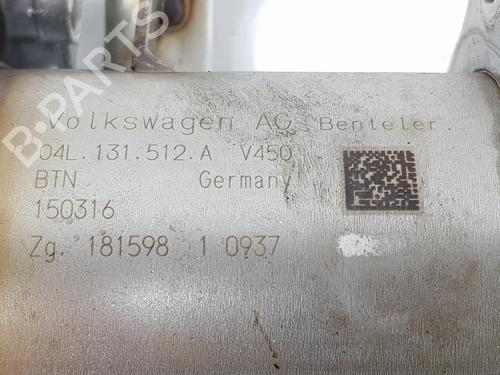 Volkswagen AG Benteler.
04L.131.512.A V450
BTN Germany
150316
Zg. 181598 1 0937
B-Parts